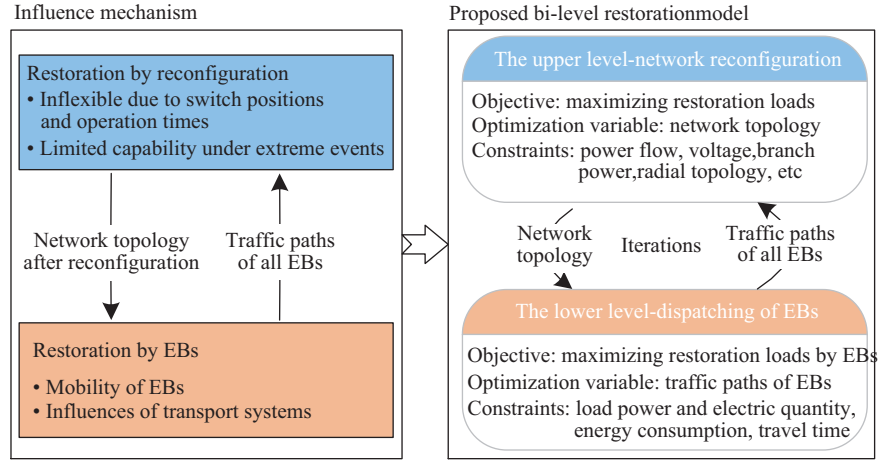 Influence mechanism
Restoration by reconfiguration
• Inflexible due to switch positions
and operation times
• Limited capability under extreme events
Network topology
after reconfiguration
Traffic paths
of all EBs
Restoration by EBs
• Mobility of EBs
• Influences of transport systems
Proposed bi-level restorationmodel
The upper level-network reconfiguration
Objective: maximizing restoration loads
Optimization variable: network topology
Constraints: power flow, voltage,branch
power,radial topology, etc
Network
topology
Iterations
Traffic paths
of all EBs
The lower level-dispatching of EBs
Objective: maximizing restoration loads by EBs
Optimization variable: traffic paths of EBs
Constraints: load power and electric quantity,
energy consumption, travel time